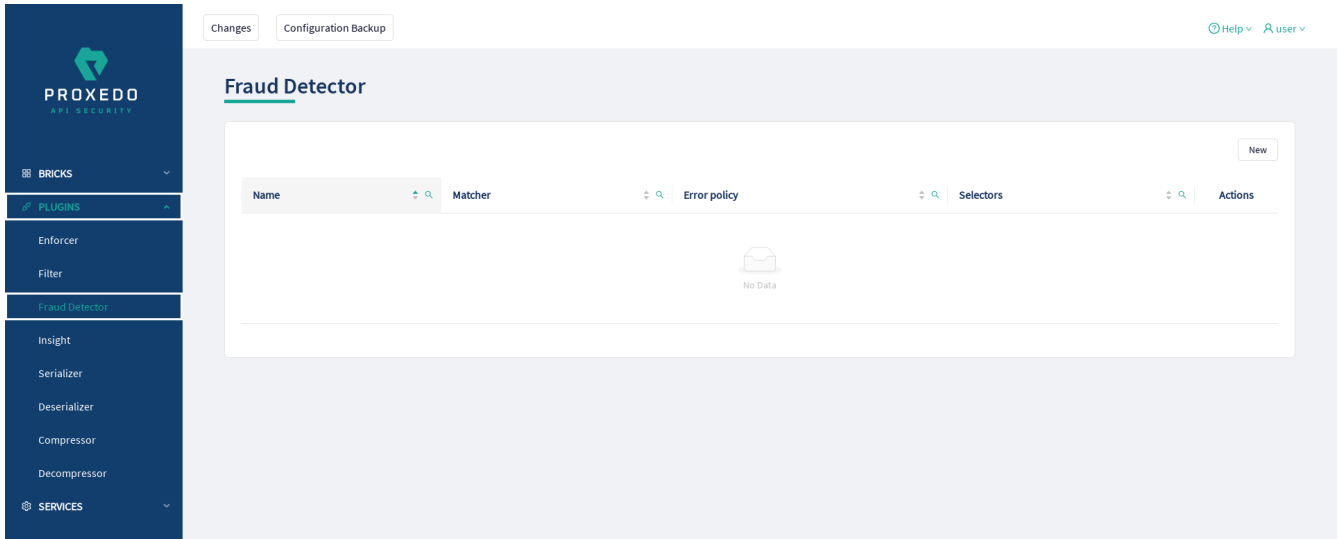 Changes
Configuration Backup
Help
user
PROXEDO
API SECURITY
BRICKS
PLUGINS
Enforcer
Filter
Fraud Detector
Insight
Serializer
Deserializer
Compressor
Decompressor
SERVICES
Fraud Detector
New
Name Matcher Error policy Selectors Actions
No Data